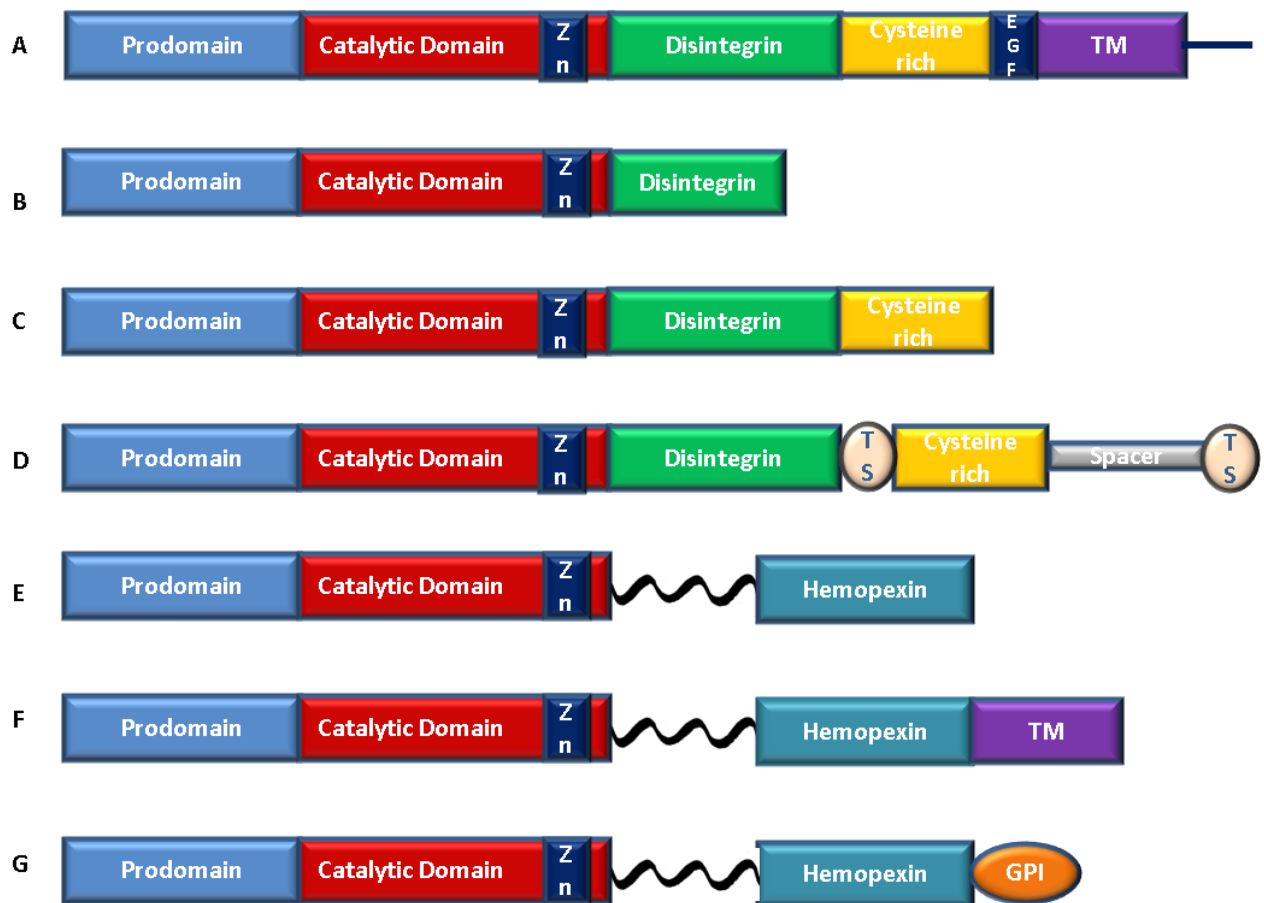 A
Prodomain
Catalytic Domain
Z
n
Disintegrin
Cysteine
rich
E
G
F
TM
B
Prodomain
Catalytic Domain
Z
n
Disintegrin
C
Prodomain
Catalytic Domain
Z
n
Disintegrin
Cysteine
rich
D
Prodomain
Catalytic Domain
Z
n
Disintegrin
T
S
Cysteine
rich
Spacer
T
S
E
Prodomain
Catalytic Domain
Z
n
Hemopexin
F
Prodomain
Catalytic Domain
Z
n
Hemopexin
TM
G
Prodomain
Catalytic Domain
Z
n
Hemopexin
GPI